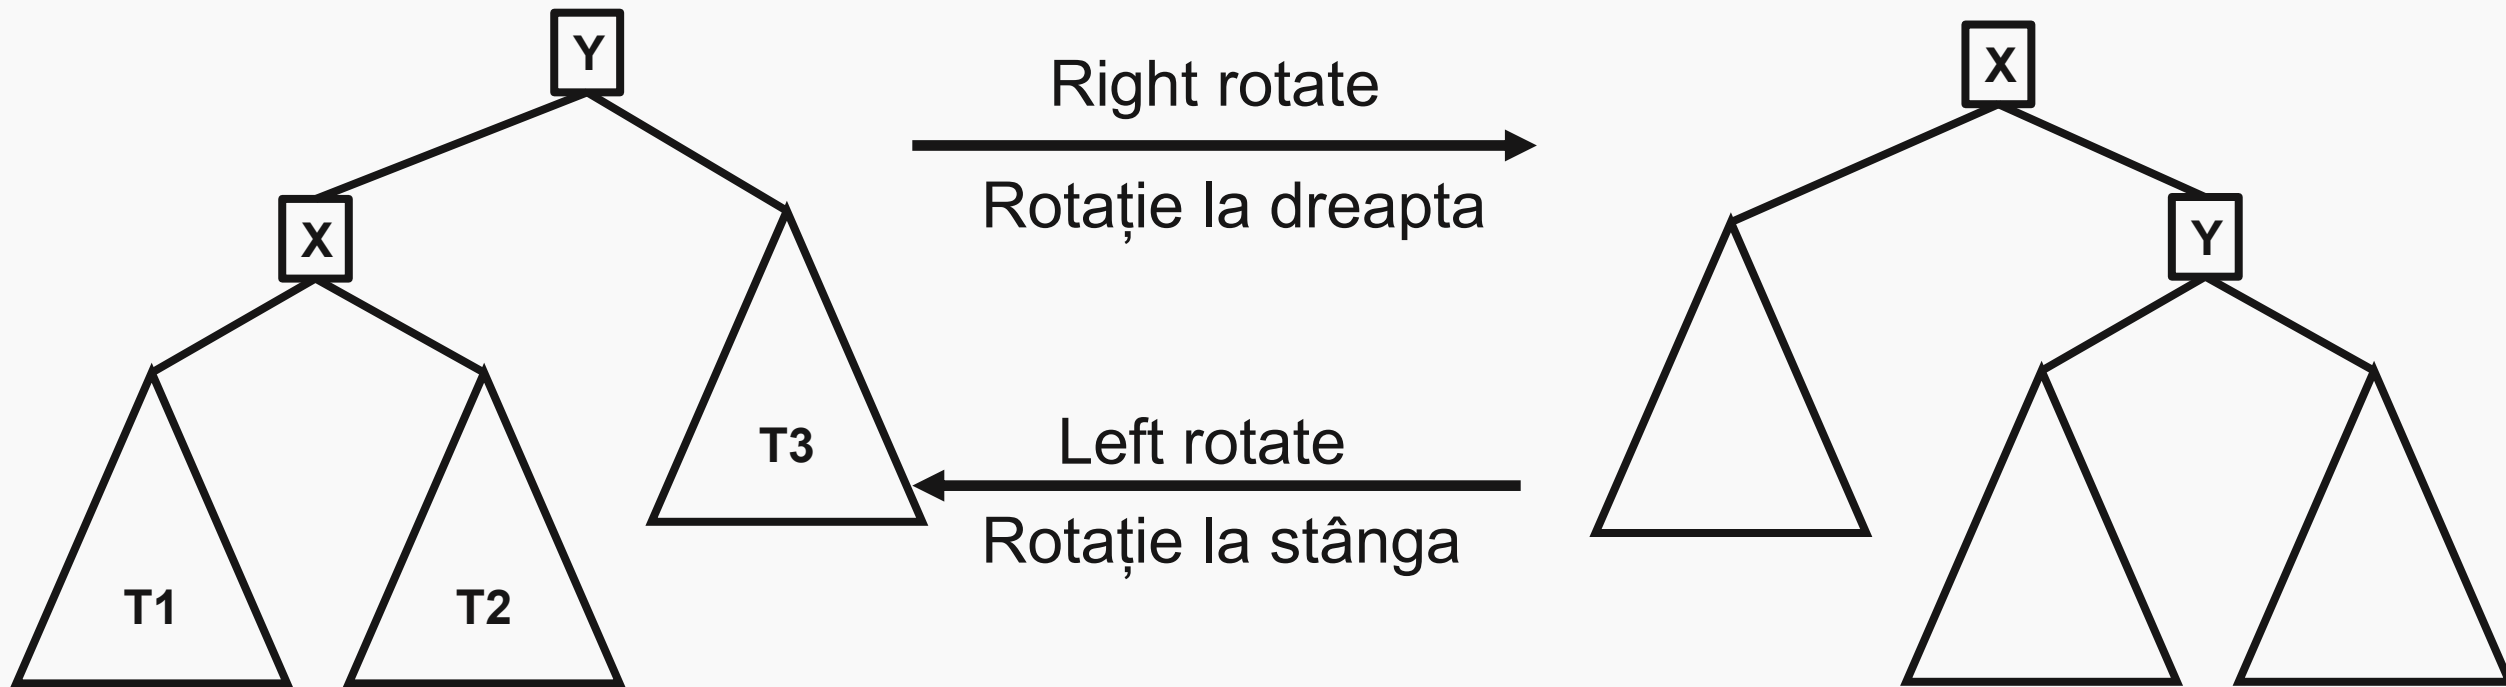 Y
X
T1
T2
T3
Right rotate
Rotație la dreapta
Left rotate
Rotație la stânga
X
Y